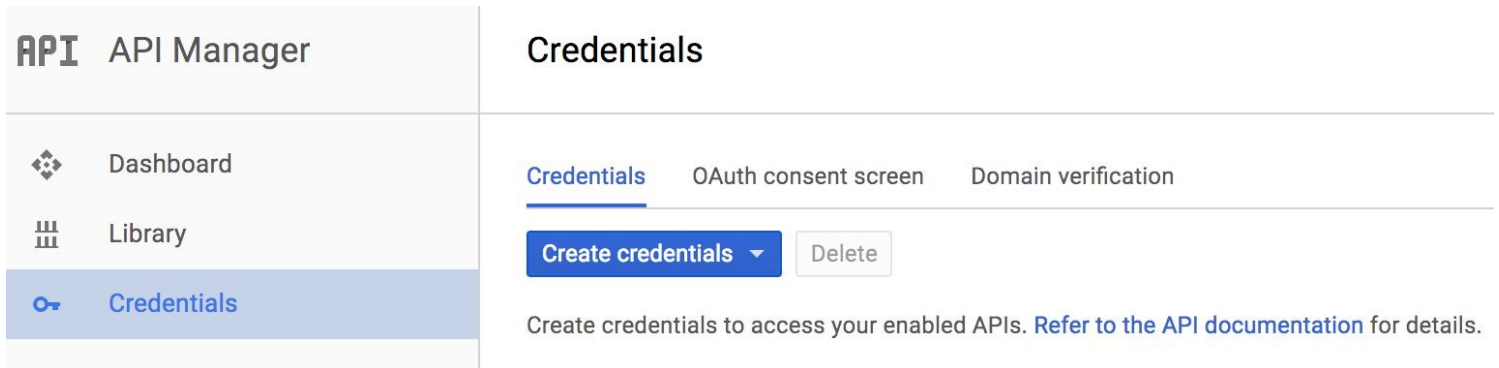 API API Manager
Dashboard
Library
Credentials
Credentials
Credentials OAuth consent screen Domain verification
Create credentials Delete
Create credentials to access your enabled APIs. Refer to the API documentation for details.